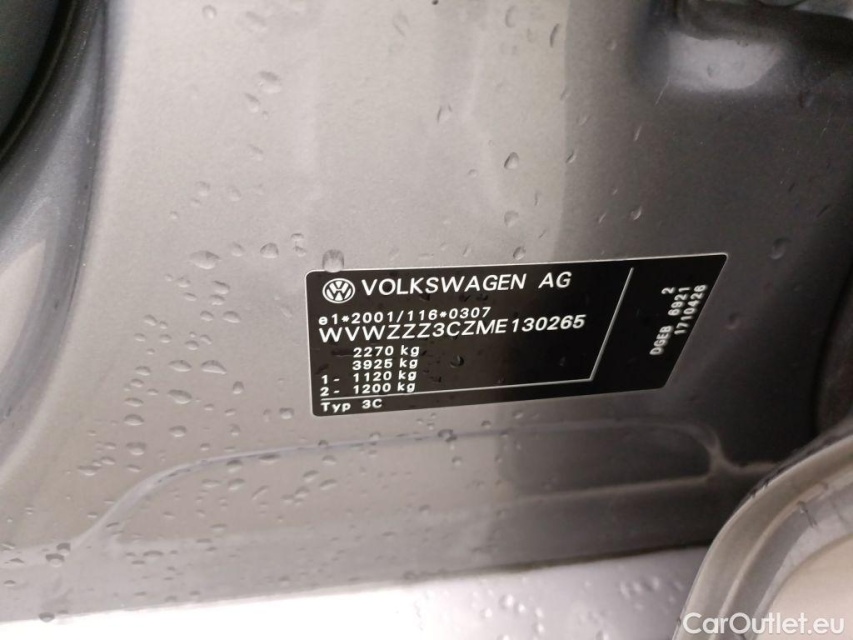 VOLKSWAGEN AG
e1*2001/116*0307
WVWZZZ3CZME130265
2270 kg
3925 kg
1- 1120 kg
2- 1200 kg
Typ 3C
2
DGEB 6921
1710426
CarOutlet.eu